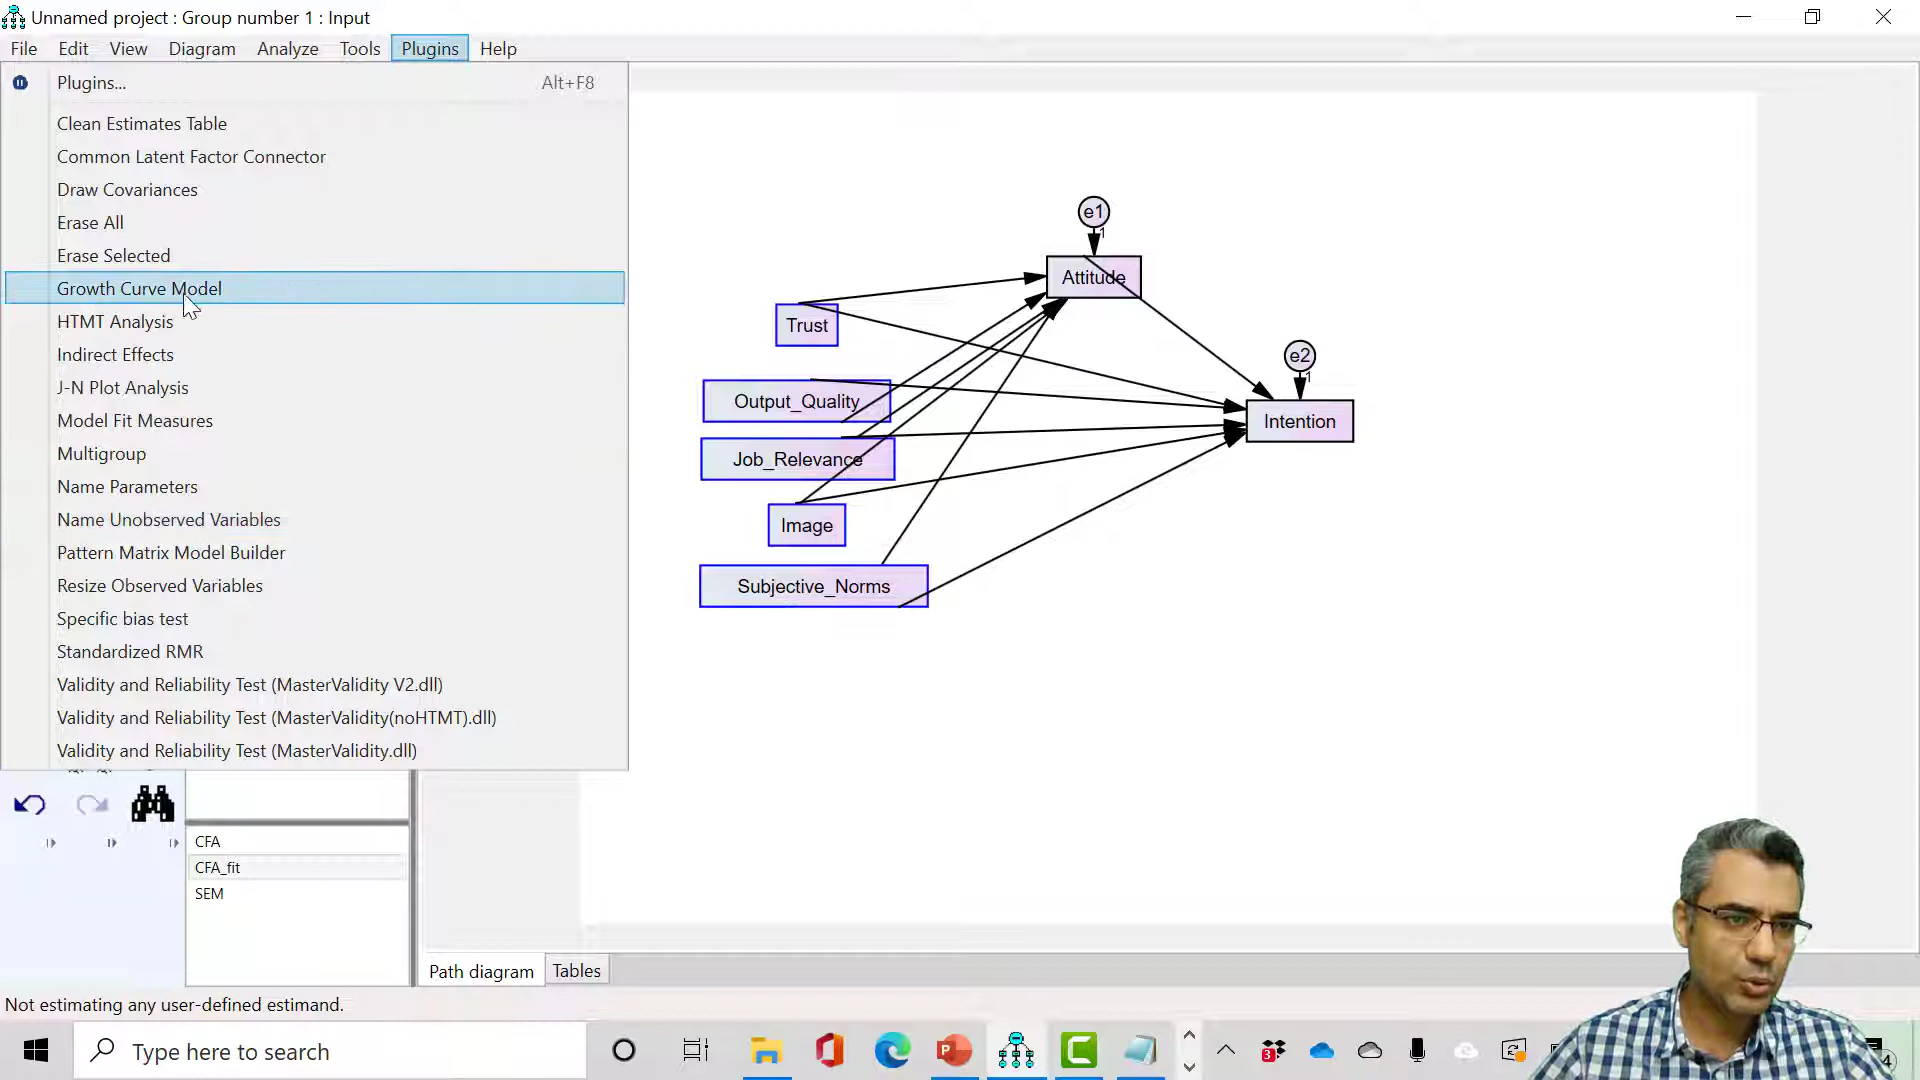 Unnamed project : Group number 1 : Input
File Edit View Diagram Analyze Tools Plugins Help
Plugins... Alt+F8
Clean Estimates Table
Common Latent Factor Connector
Draw Covariances
Erase All
Erase Selected
Growth Curve Model
HTMT Analysis
Indirect Effects
J-N Plot Analysis
Model Fit Measures
Multigroup
Name Parameters
Name Unobserved Variables
Pattern Matrix Model Builder
Resize Observed Variables
Specific bias test
Standardized RMR
Validity and Reliability Test (MasterValidity V2.dll)
Validity and Reliability Test (MasterValidity(noHTMT).dll)
Validity and Reliability Test (MasterValidity.dll)
e1
1
Attitude
Trust
e2
1
Output_Quality
Intention
Job_Relevance
Image
Subjective_Norms
CFA
CFA_fit
SEM
Path diagram Tables
Not estimating any user-defined estimand.
Type here to search
3
4